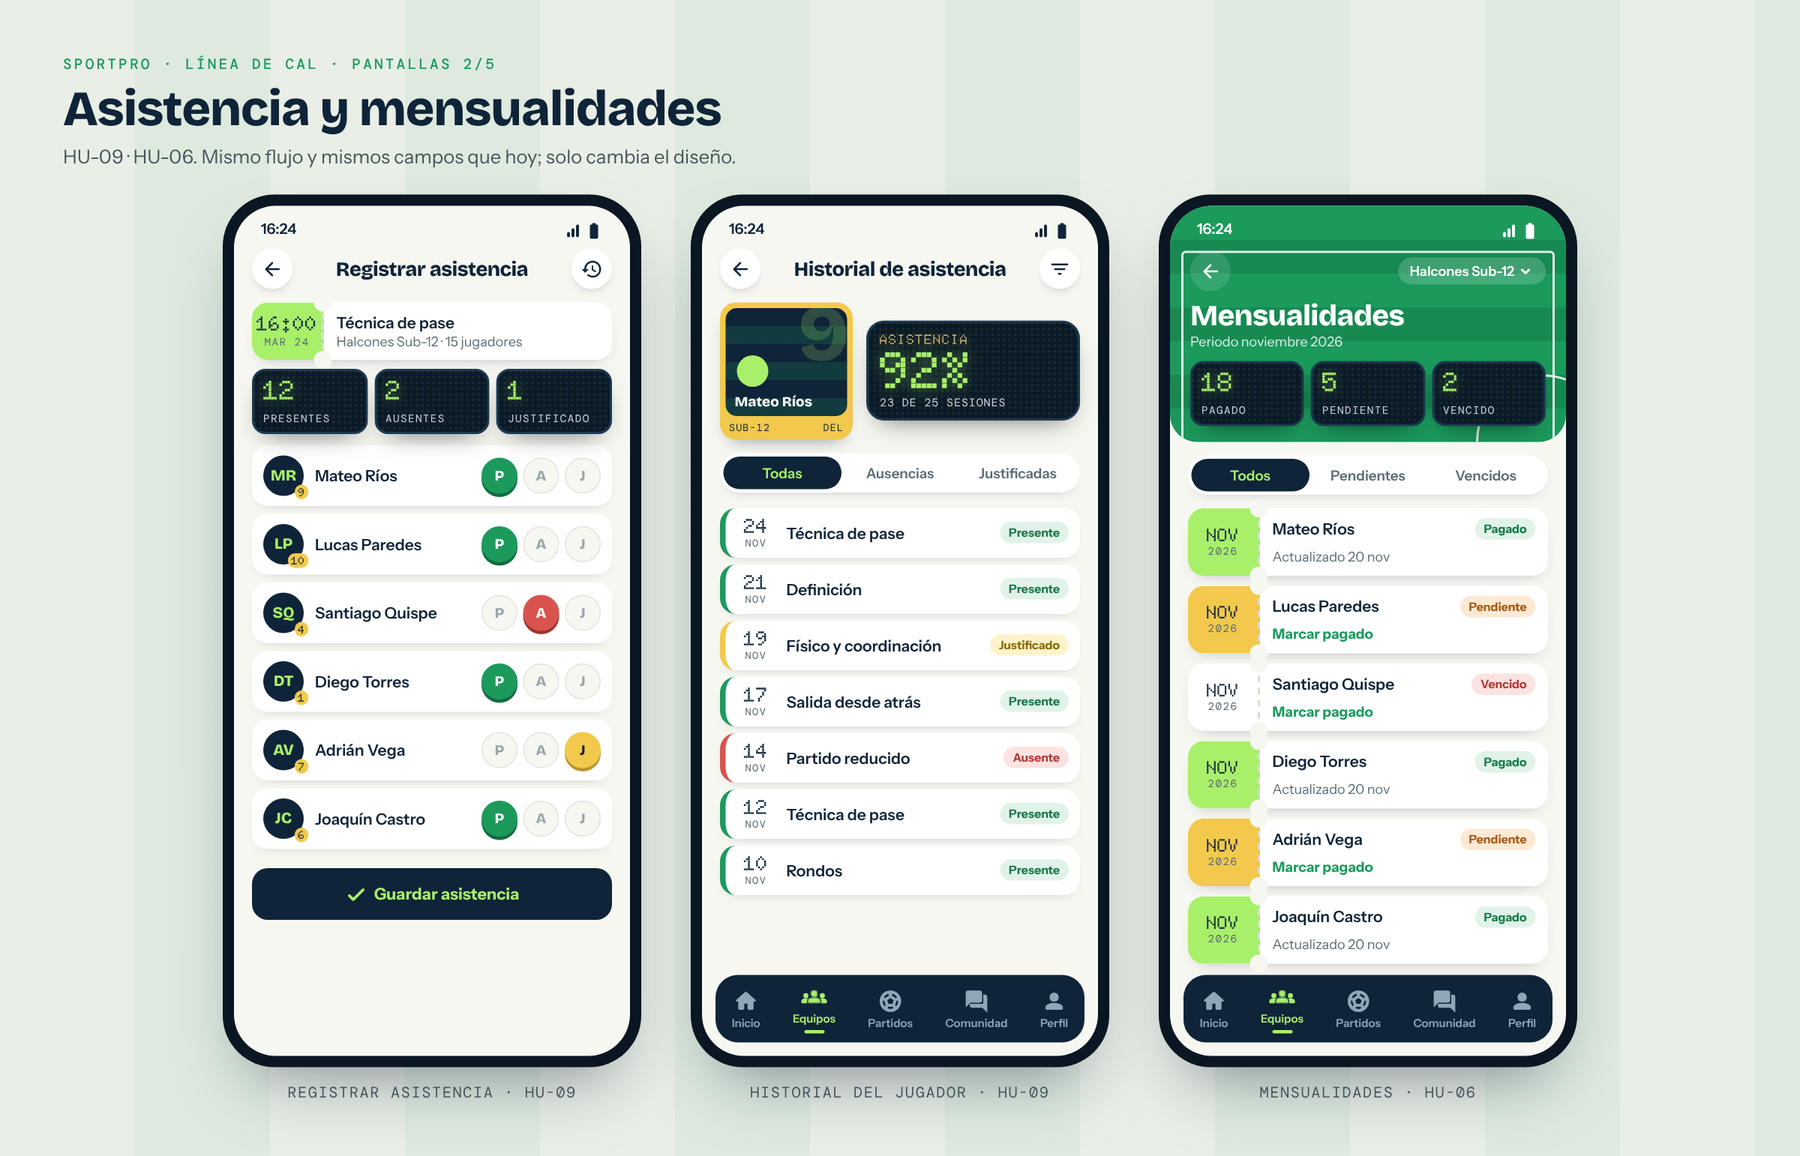 SPORTPRO · LÍNEA DE CAL · PANTALLAS 2/5
Asistencia y mensualidades
HU-09 · HU-06. Mismo flujo y mismos campos que hoy; solo cambia el diseño.
16:24
Registrar asistencia
16:00
MAR 24
Técnica de pase
Halcones Sub-12 · 15 jugadores
12
PRESENTES
2
AUSENTES
1
JUSTIFICADO
MR
9
Mateo Ríos
P A J
LP
10
Lucas Paredes
P A J
SQ
4
Santiago Quispe
P A J
DT
1
Diego Torres
P A J
AV
7
Adrián Vega
P A J
JC
6
Joaquín Castro
P A J
Guardar asistencia
REGISTRAR ASISTENCIA · HU-09
16:24
Historial de asistencia
9
Mateo Ríos
SUB-12 DEL
ASISTENCIA
92%
23 DE 25 SESIONES
Todas Ausencias Justificadas
24
NOV
Técnica de pase
Presente
21
NOV
Definición
Presente
19
NOV
Físico y coordinación
Justificado
17
NOV
Salida desde atrás
Presente
14
NOV
Partido reducido
Ausente
12
NOV
Técnica de pase
Presente
10
NOV
Rondos
Presente
Inicio Equipos Partidos Comunidad Perfil
HISTORIAL DEL JUGADOR · HU-09
16:24
Halcones Sub-12
Mensualidades
Periodo noviembre 2026
18
PAGADO
5
PENDIENTE
2
VENCIDO
Todos Pendientes Vencidos
NOV
2026
Mateo Ríos
Pagado
Actualizado 20 nov
NOV
2026
Lucas Paredes
Pendiente
Marcar pagado
NOV
2026
Santiago Quispe
Vencido
Marcar pagado
NOV
2026
Diego Torres
Pagado
Actualizado 20 nov
NOV
2026
Adrián Vega
Pendiente
Marcar pagado
NOV
2026
Joaquín Castro
Pagado
Actualizado 20 nov
Inicio Equipos Partidos Comunidad Perfil
MENSUALIDADES · HU-06